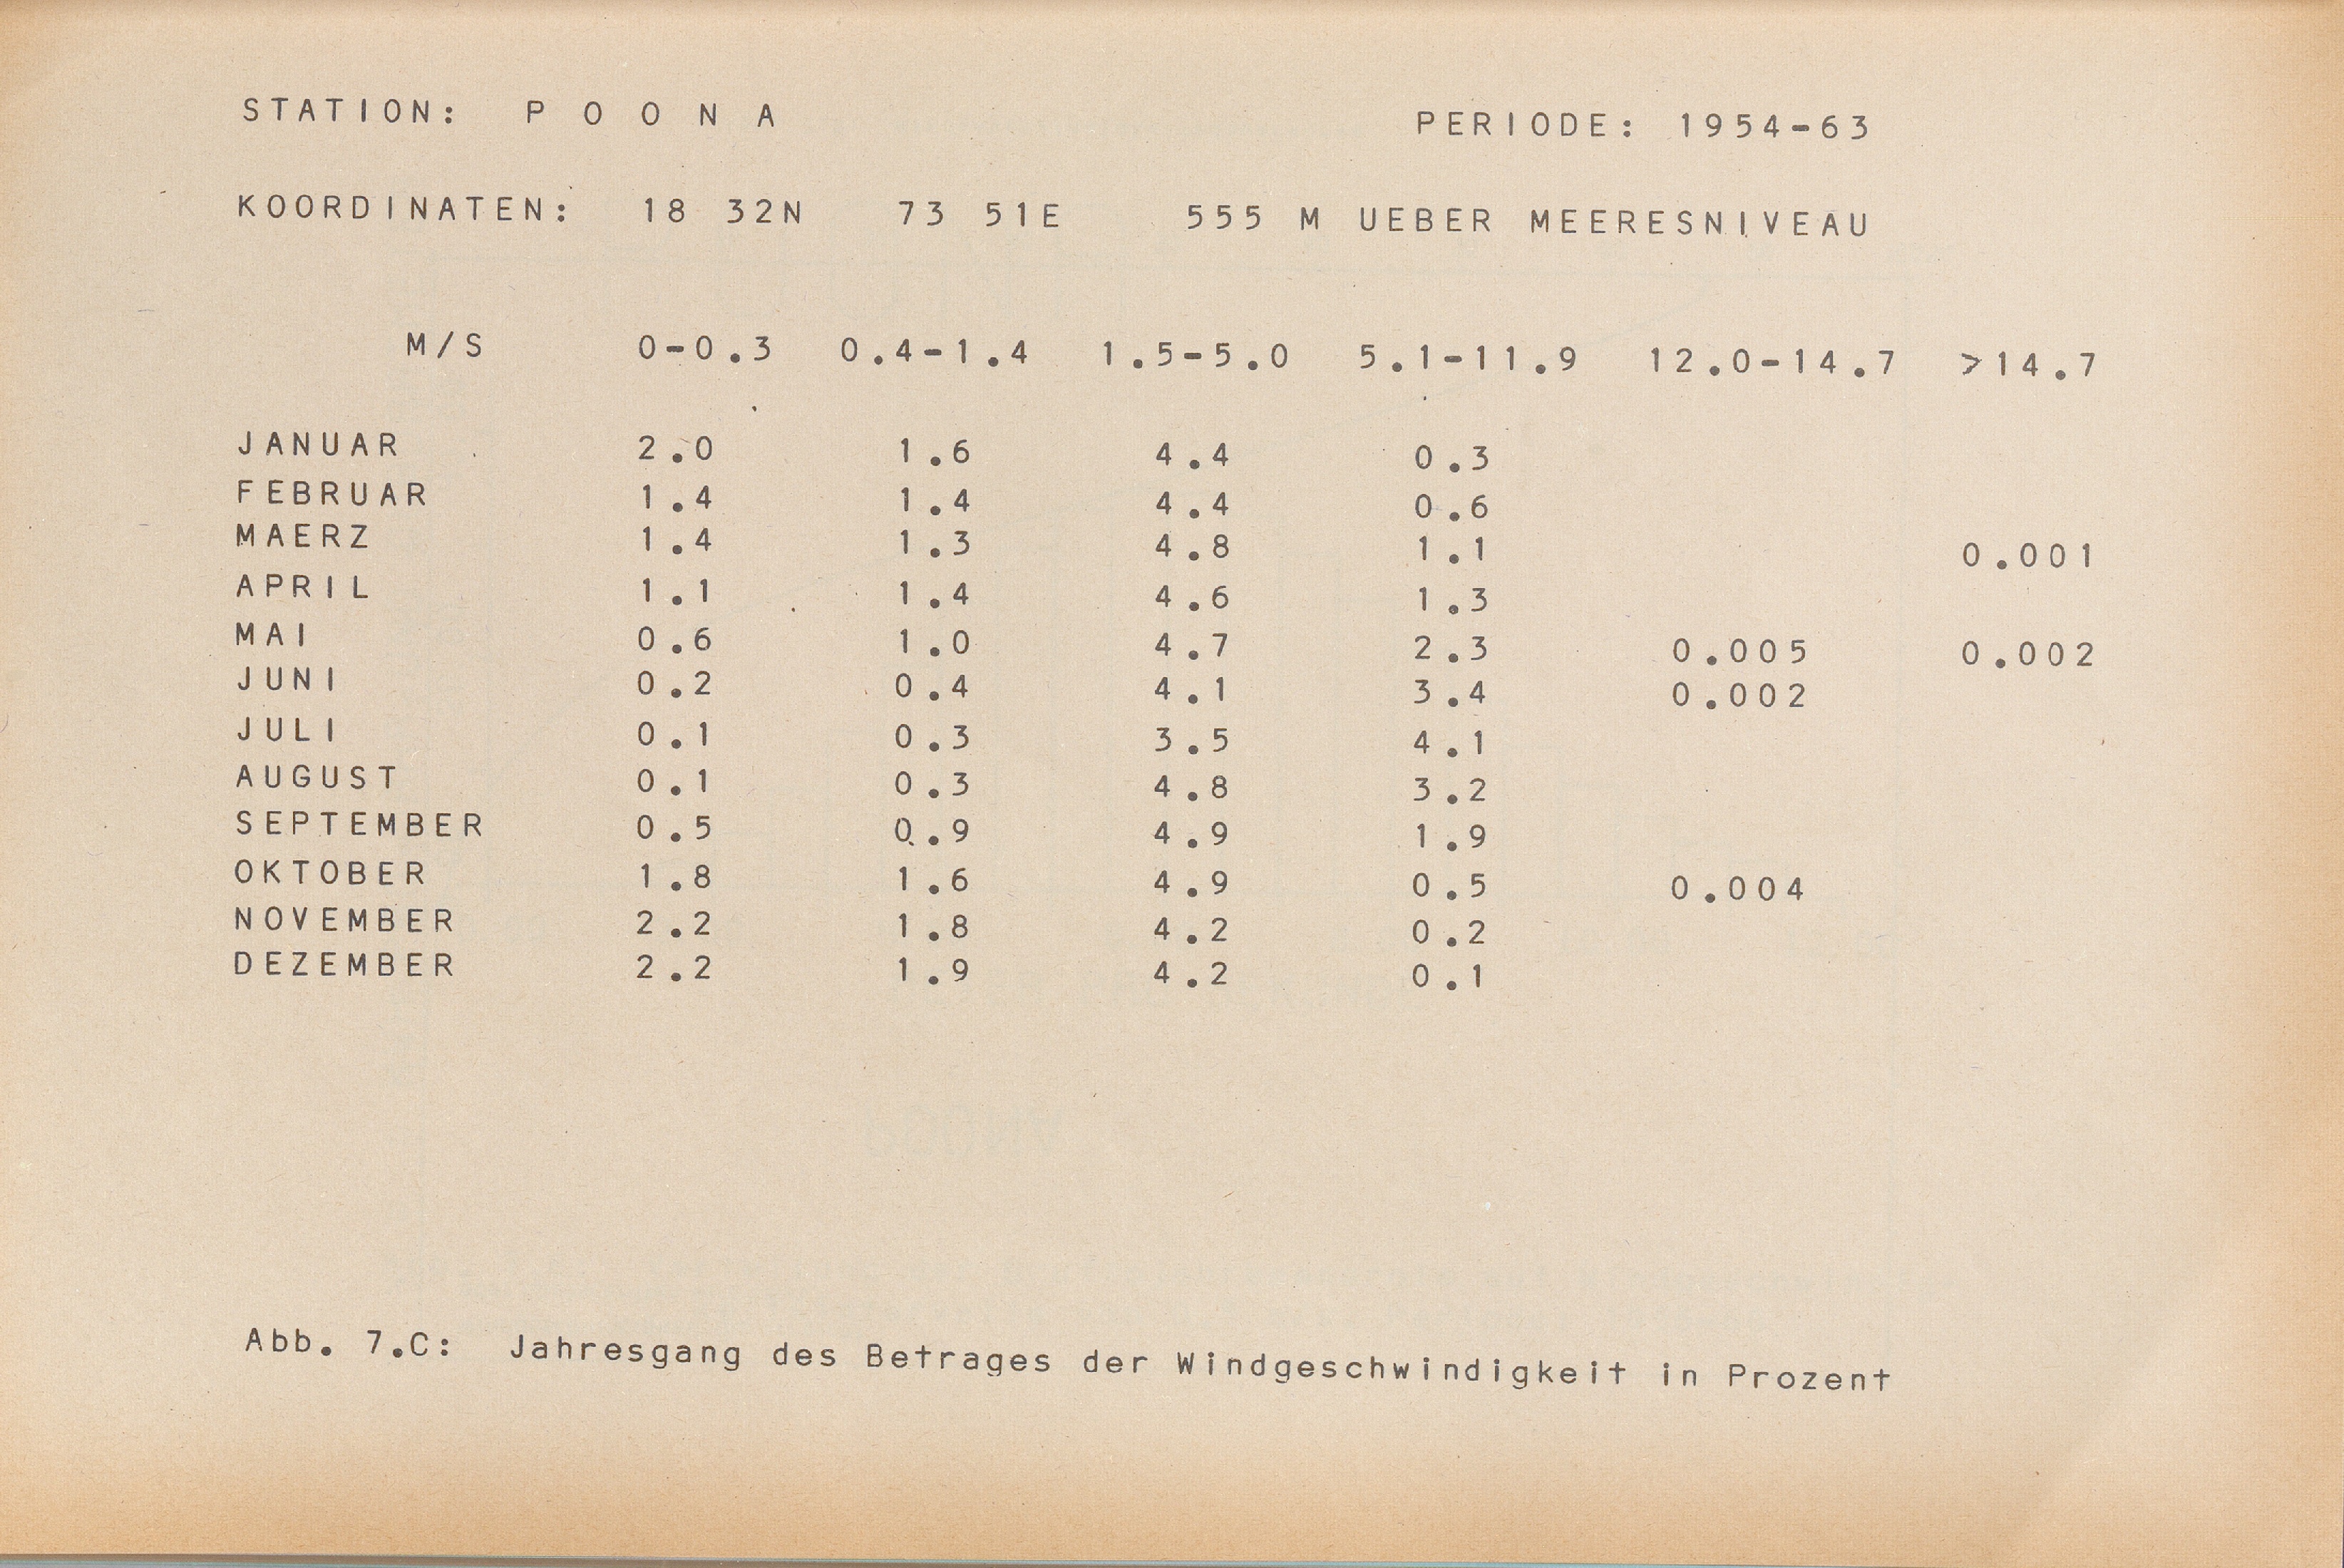 STATION: P O O N A PERIODE: 1954-63
KOORDINATEN: 18 32N 73 51E 555 M UEBER MEERESNIVEAU
M/S 0-0.3 0.4-1.4 1.5-5.0 5.1-11.9 12.0-14.7 >14.7
JANUAR 2.0 1.6 4.4 0.3
FEBRUAR 1.4 1.4 4.4 0.6
MAERZ 1.4 1.3 4.8 1.1 0.001
APRIL 1.1 1.4 4.6 1.3
MAI 0.6 1.0 4.7 2.3 0.005 0.002
JUNI 0.2 0.4 4.1 3.4 0.002
JULI 0.1 0.3 3.5 4.1
AUGUST 0.1 0.3 4.8 3.2
SEPTEMBER 0.5 0.9 4.9 1.9
OKTOBER 1.8 1.6 4.9 0.5 0.004
NOVEMBER 2.2 1.8 4.2 0.2
DEZEMBER 2.2 1.9 4.2 0.1
Abb. 7.C: Jahresgang des Betrages der Windgeschwindigkeit in Prozent